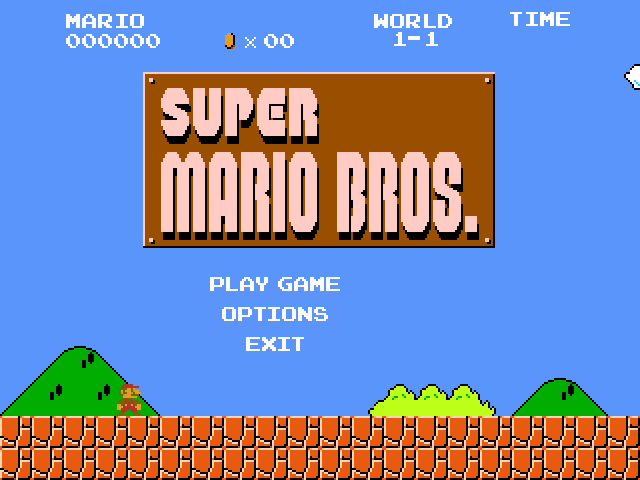 MARIO WORLD TIME
000000 x 00 1-1
SUPER
MARIO BROS.
PLAY GAME
OPTIONS
EXIT